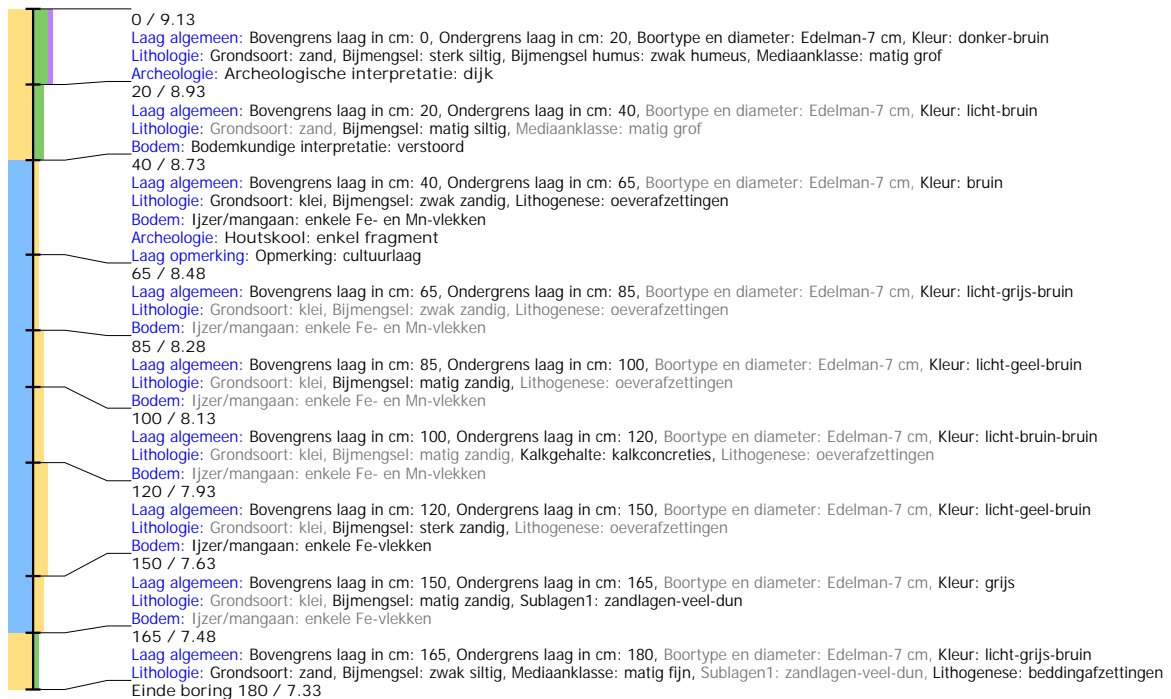 0 / 9.13
Laag algemeen: Bovengrens laag in cm: 0, Ondergrens laag in cm: 20, Boortype en diameter: Edelman-7 cm, Kleur: donker-bruin
Lithologie: Grondsoort: zand, Bijmengsel: sterk siltig, Bijmengsel humus: zwak humeus, Mediaanklasse: matig grof
Archeologie: Archeologische interpretatie: dijk
20 / 8.93
Laag algemeen: Bovengrens laag in cm: 20, Ondergrens laag in cm: 40, Boortype en diameter: Edelman-7 cm, Kleur: licht-bruin
Lithologie: Grondsoort: zand, Bijmengsel: matig siltig, Mediaanklasse: matig grof
Bodem: Bodemkundige interpretatie: verstoord
40 / 8.73
Laag algemeen: Bovengrens laag in cm: 40, Ondergrens laag in cm: 65, Boortype en diameter: Edelman-7 cm, Kleur: bruin
Lithologie: Grondsoort: klei, Bijmengsel: zwak zandig, Lithogenese: oeverafzettingen
Bodem: Ijzer/mangaan: enkele Fe- en Mn-vlekken
Archeologie: Houtskool: enkel fragment
Laag opmerking: Opmerking: cultuurlaag
65 / 8.48
Laag algemeen: Bovengrens laag in cm: 65, Ondergrens laag in cm: 85, Boortype en diameter: Edelman-7 cm, Kleur: licht-grijs-bruin
Lithologie: Grondsoort: klei, Bijmengsel: zwak zandig, Lithogenese: oeverafzettingen
Bodem: Ijzer/mangaan: enkele Fe- en Mn-vlekken
85 / 8.28
Laag algemeen: Bovengrens laag in cm: 85, Ondergrens laag in cm: 100, Boortype en diameter: Edelman-7 cm, Kleur: licht-geel-bruin
Lithologie: Grondsoort: klei, Bijmengsel: matig zandig, Lithogenese: oeverafzettingen
Bodem: Ijzer/mangaan: enkele Fe- en Mn-vlekken
100 / 8.13
Laag algemeen: Bovengrens laag in cm: 100, Ondergrens laag in cm: 120, Boortype en diameter: Edelman-7 cm, Kleur: licht-bruin-bruin
Lithologie: Grondsoort: klei, Bijmengsel: matig zandig, Kalkgehalte: kalkconcreties, Lithogenese: oeverafzettingen
Bodem: Ijzer/mangaan: enkele Fe- en Mn-vlekken
120 / 7.93
Laag algemeen: Bovengrens laag in cm: 120, Ondergrens laag in cm: 150, Boortype en diameter: Edelman-7 cm, Kleur: licht-geel-bruin
Lithologie: Grondsoort: klei, Bijmengsel: sterk zandig, Lithogenese: oeverafzettingen
Bodem: Ijzer/mangaan: enkele Fe-vlekken
150 / 7.63
Laag algemeen: Bovengrens laag in cm: 150, Ondergrens laag in cm: 165, Boortype en diameter: Edelman-7 cm, Kleur: grijs
Lithologie: Grondsoort: klei, Bijmengsel: matig zandig, Sublagen1: zandlagen-veel-dun
Bodem: Ijzer/mangaan: enkele Fe-vlekken
165 / 7.48
Laag algemeen: Bovengrens laag in cm: 165, Ondergrens laag in cm: 180, Boortype en diameter: Edelman-7 cm, Kleur: licht-grijs-bruin
Lithologie: Grondsoort: zand, Bijmengsel: zwak siltig, Mediaanklasse: matig fijn, Sublagen1: zandlagen-veel-dun, Lithogenese: beddingafzettingen
Einde boring 180 / 7.33